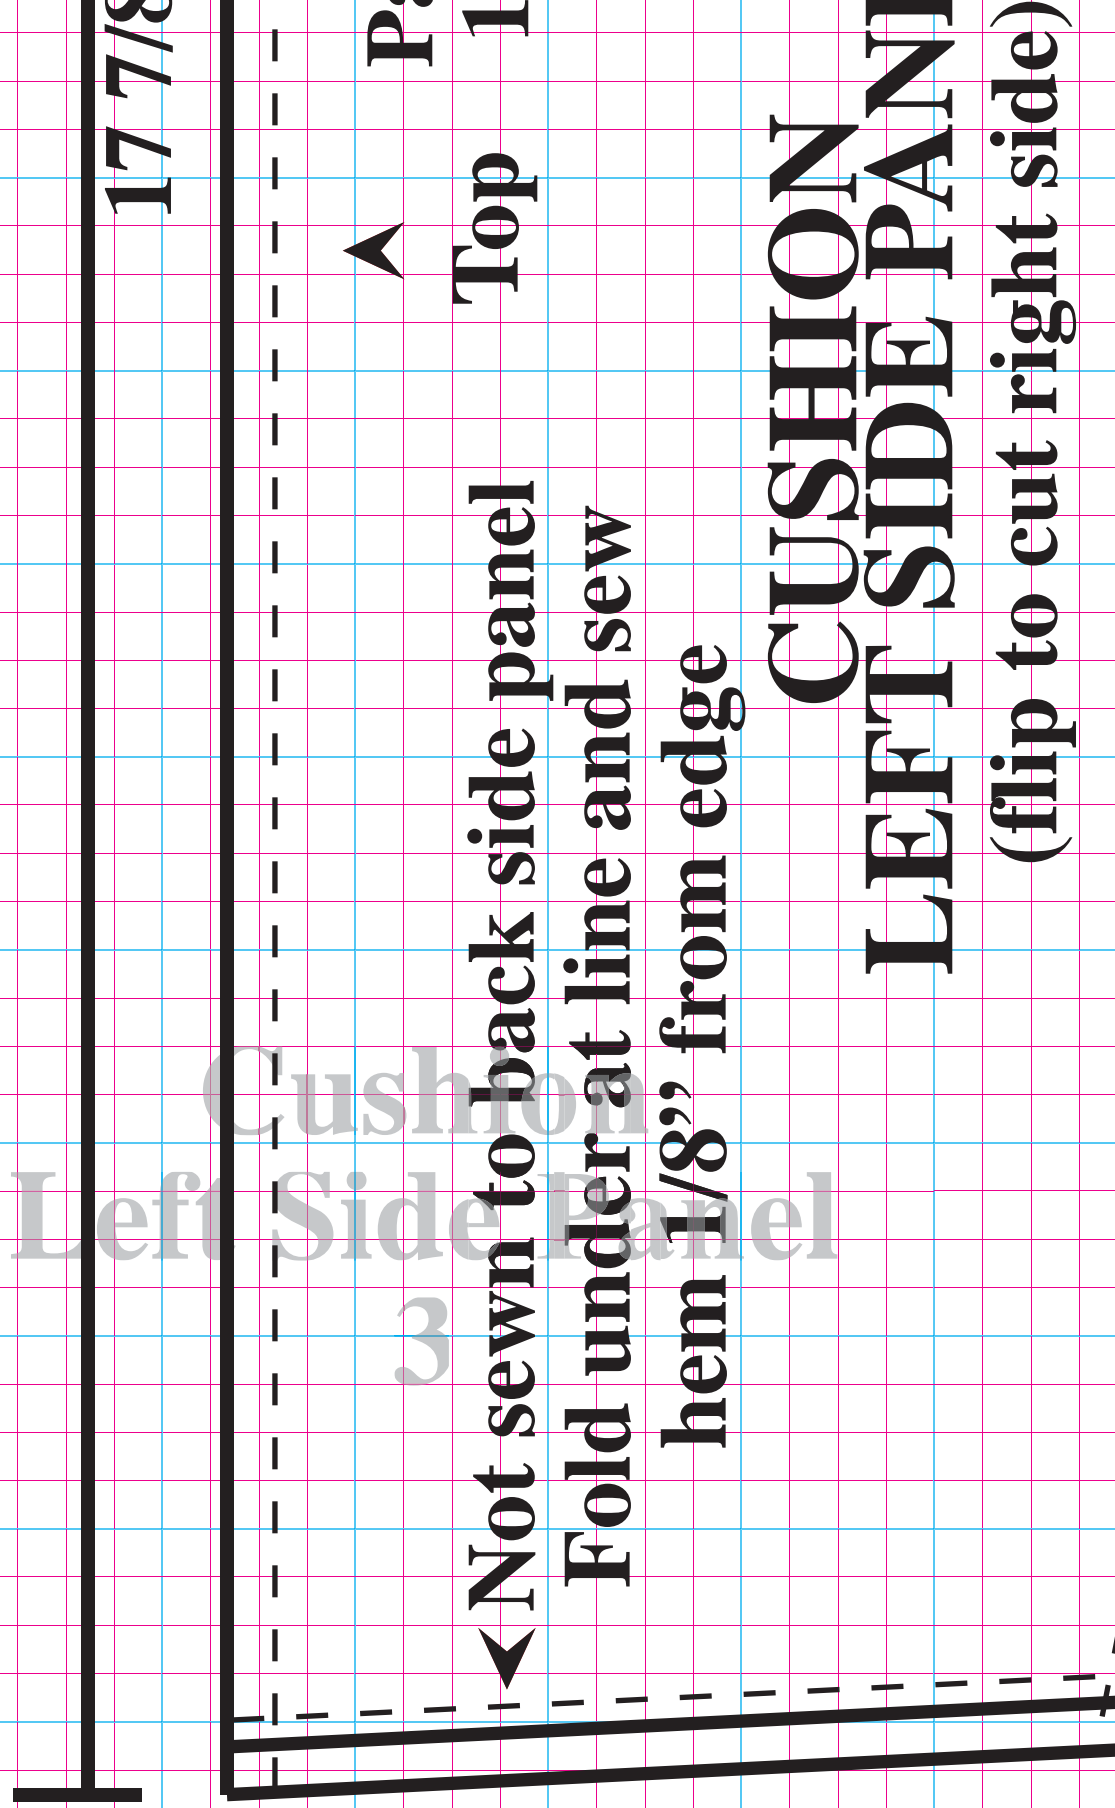 17 7/8
Top
Not sewn to back side panel
Fold under at line and sew
hem 1/8” from edge
CUSHION
LEFT SIDE
(flip to cut right side)
Cushion
Left Side Panel
3